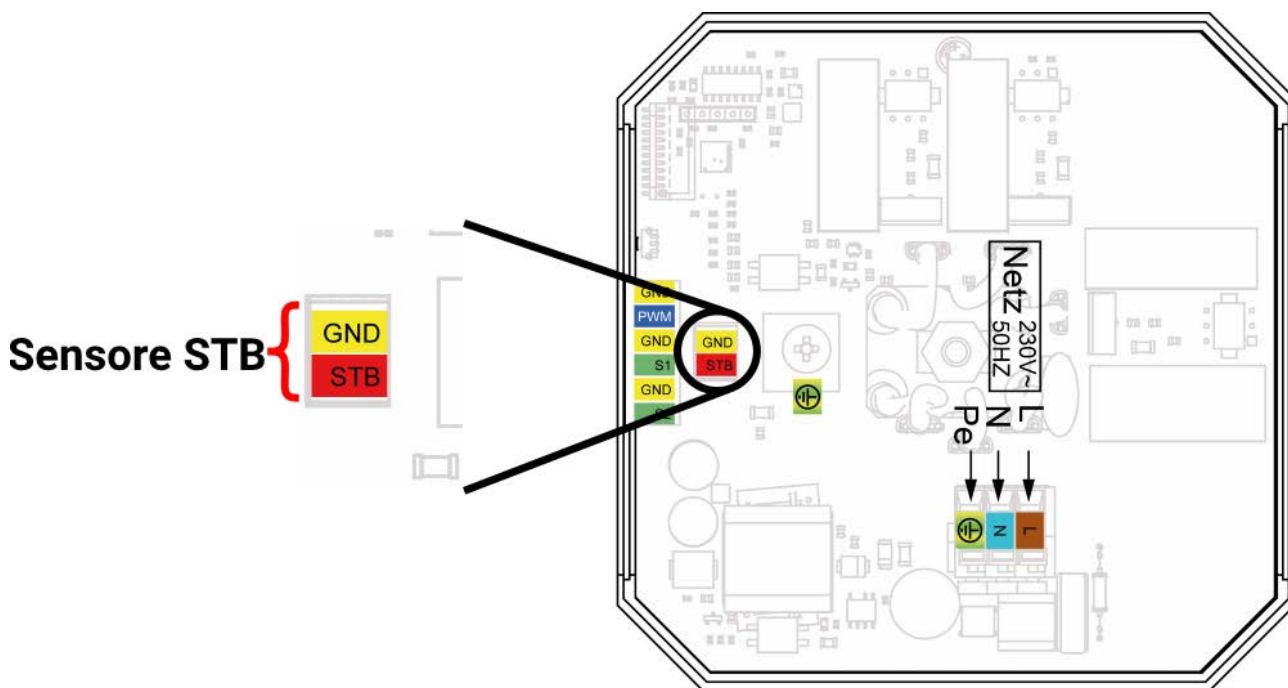 Sensore STB
GND
STB
GND
PWM
GND
S1
GND
GND
STB
Netz 230V~
50HZ
L
N
Pe
N
L